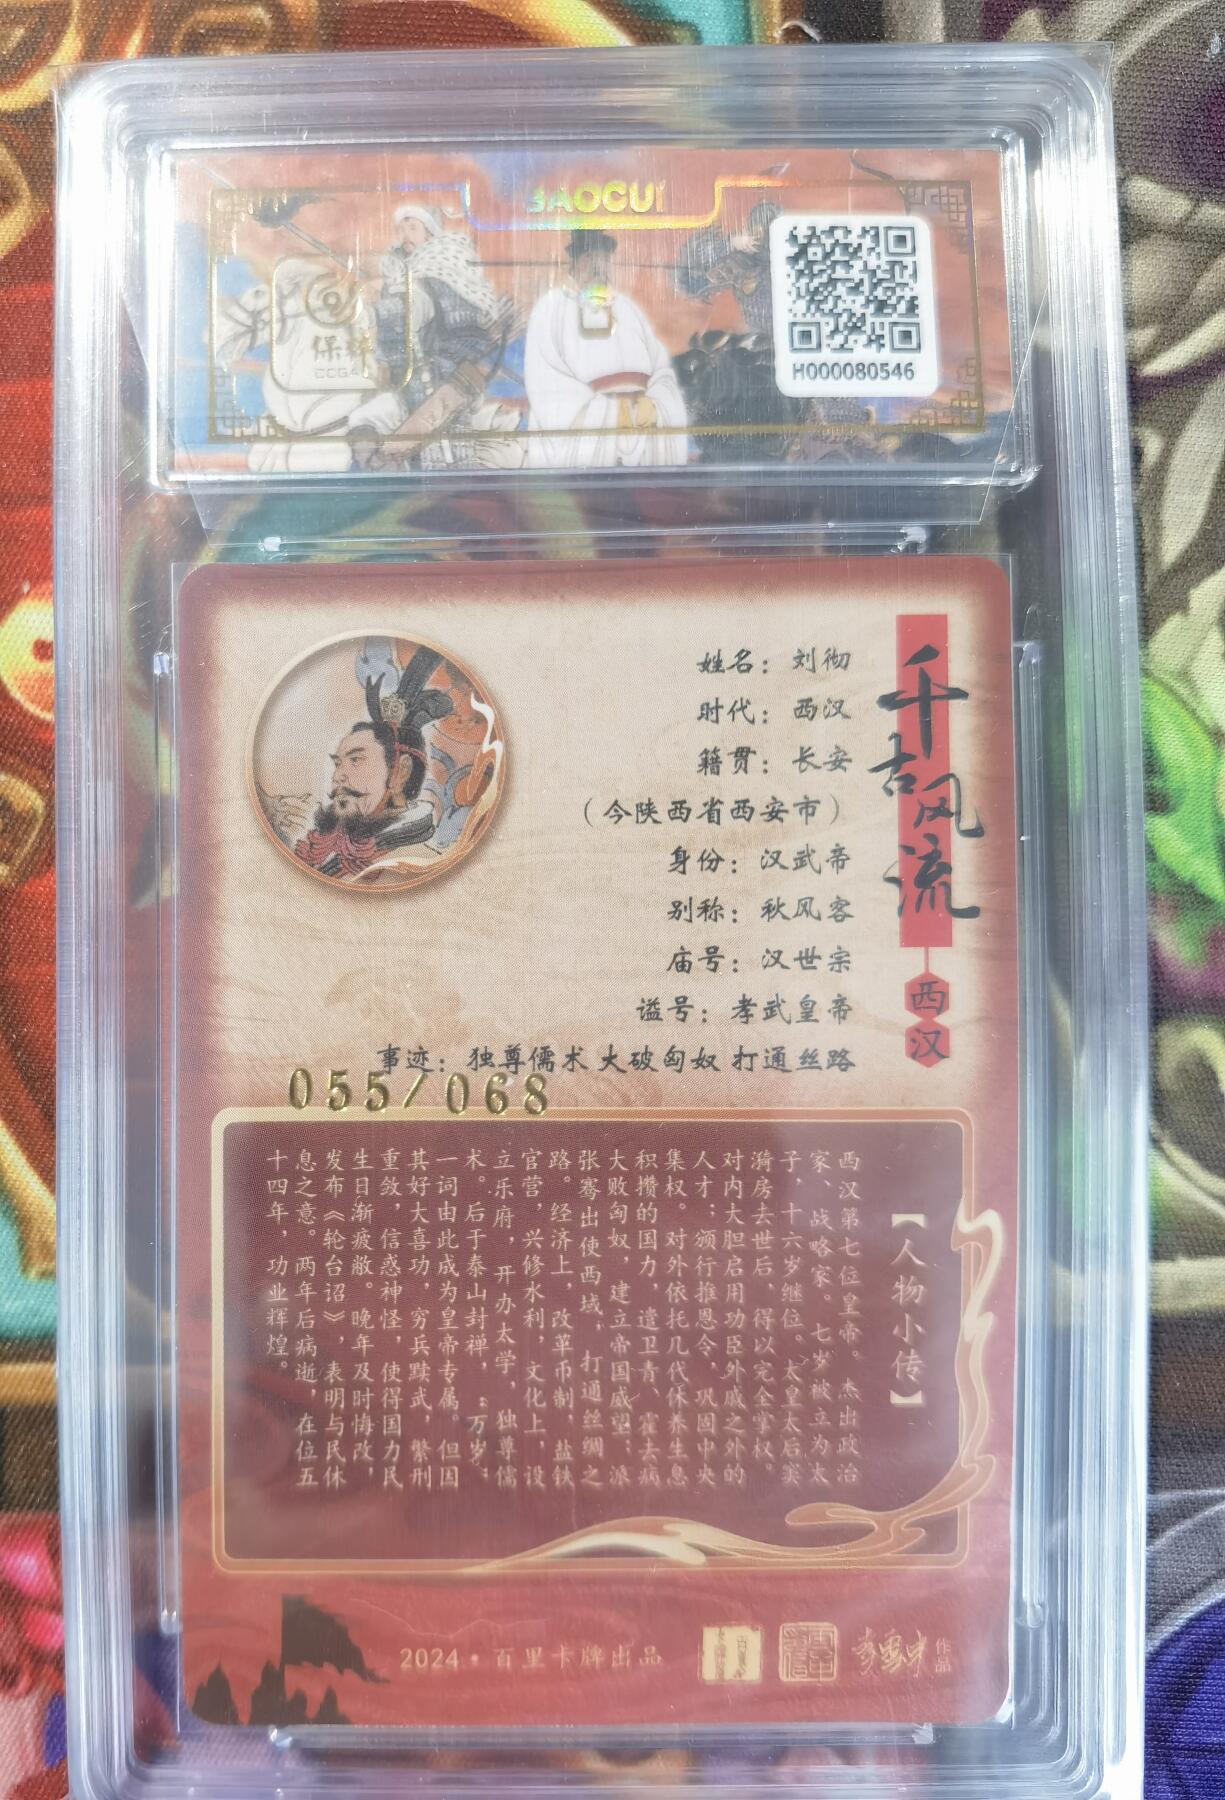 BAOCUI
保粹
CCGA
H000080546
千古风流
西汉
姓名：刘彻
时代：西汉
籍贯：长安
（今陕西省西安市）
身份：汉武帝
别称：秋风客
庙号：汉世宗
谥号：孝武皇帝
事迹：独尊儒术 大破匈奴 打通丝路
055/068
【人物小传】
西汉第七位皇帝。杰出政治
家、战略家。七岁被立为太
子，十六岁继位。太皇太后窦
漪房去世后，得以完全掌权。
对内大胆启用功臣外戚之外的
人才；颁行推恩令，巩固中央
集权。对外依托几代休养生息
积攒的国力，遣卫青、霍去病
大败匈奴，建立帝国威望；派
张骞出使西域，打通丝绸之
路。经济上，改革币制，盐铁
官营，兴修水利，文化上，设
立乐府，开办太学，独尊儒
术。后于泰山封禅，“万岁”
一词由此成为皇帝专属。但因
其好大喜功，穷兵黩武，繁刑
重敛，信惑神怪，使得国力民
生日渐疲敝。晚年及时悔改，
发布《轮台诏》，表明与民休
息之意。两年后病逝，在位五
十四年，功业辉煌。
2024·百里卡牌出品
作品